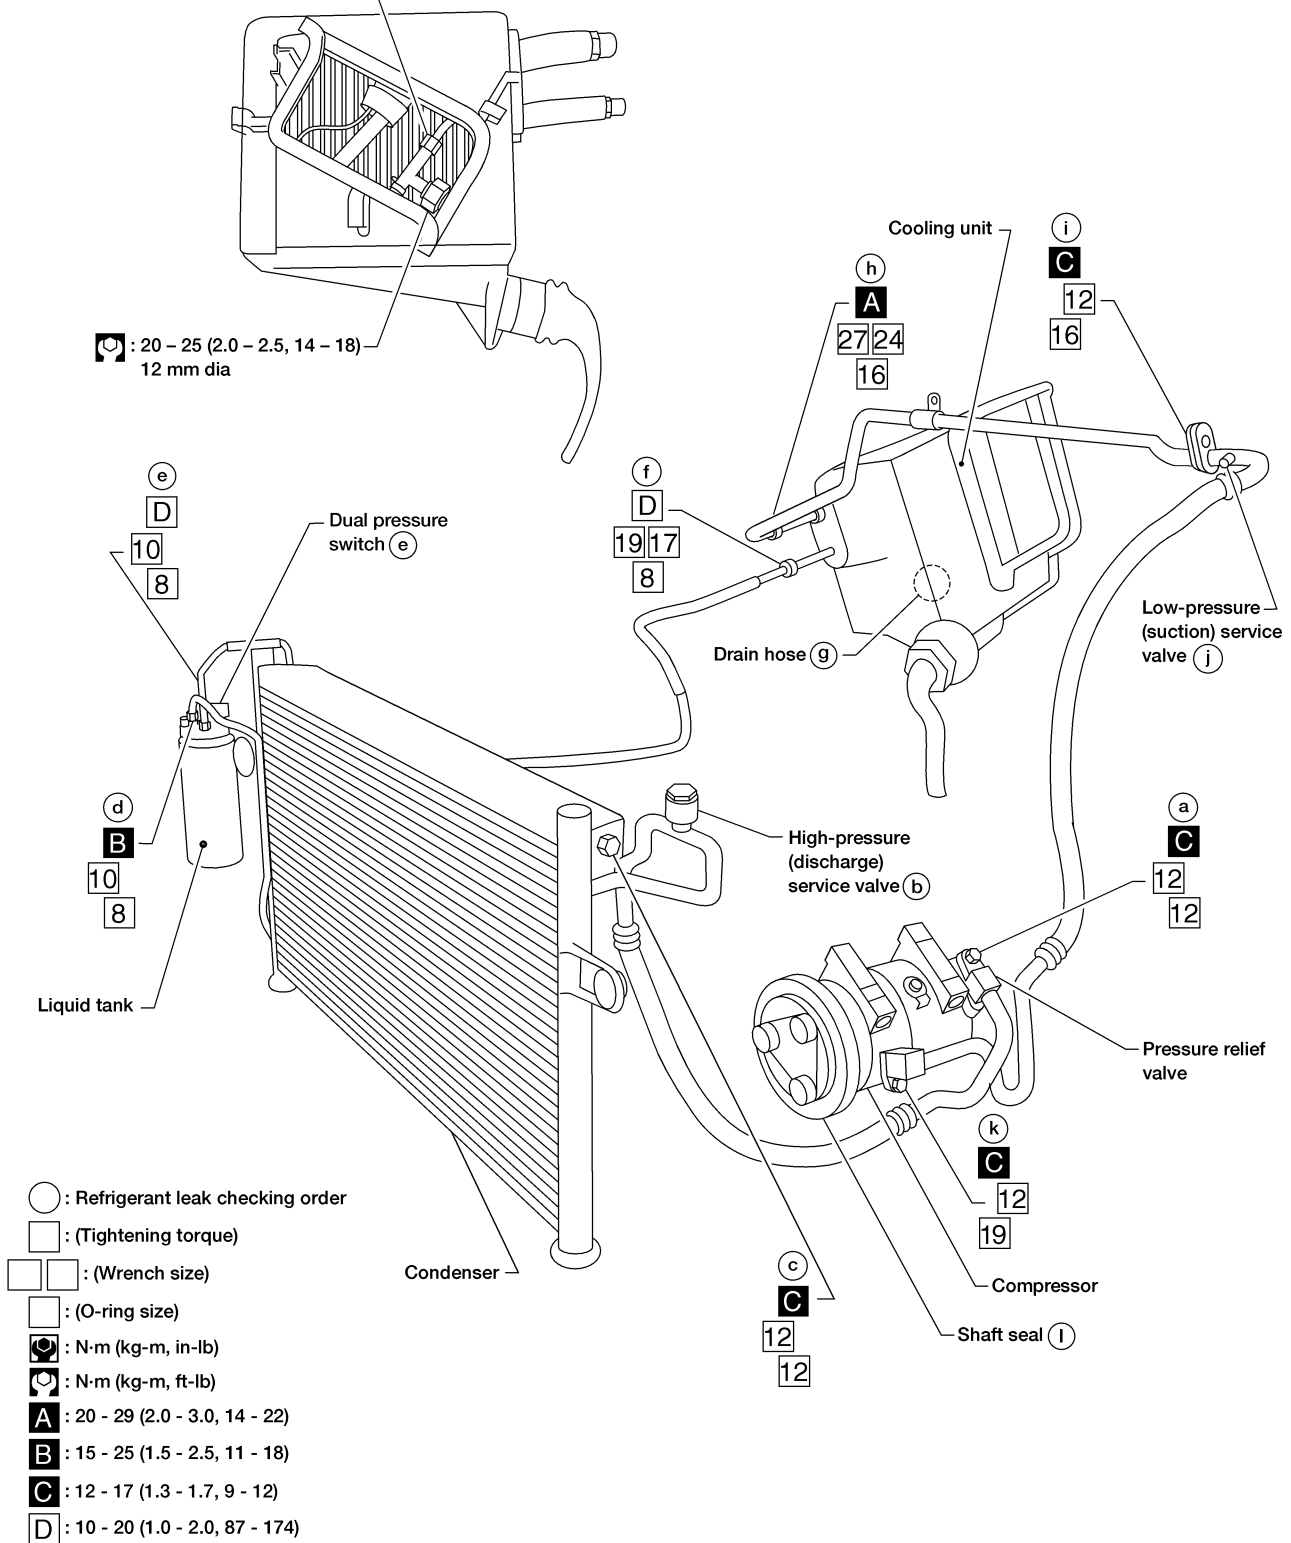 : 20 – 25 (2.0 – 2.5, 14 – 18)
12 mm dia
Cooling unit
i
C
12
16
h
A
27 24
16
e
D
10
8
Dual pressure
switch e
f
D
19 17
8
Low-pressure
(suction) service
valve j
Drain hose g
d
B
10
8
High-pressure
(discharge)
service valve b
a
C
12
12
Liquid tank
Pressure relief
valve
k
C
12
19
Condenser
c
C
12
12
Compressor
Shaft seal l
: Refrigerant leak checking order
: (Tightening torque)
: (Wrench size)
: (O-ring size)
: N·m (kg-m, in-lb)
: N·m (kg-m, ft-lb)
A : 20 - 29 (2.0 - 3.0, 14 - 22)
B : 15 - 25 (1.5 - 2.5, 11 - 18)
C : 12 - 17 (1.3 - 1.7, 9 - 12)
D : 10 - 20 (1.0 - 2.0, 87 - 174)